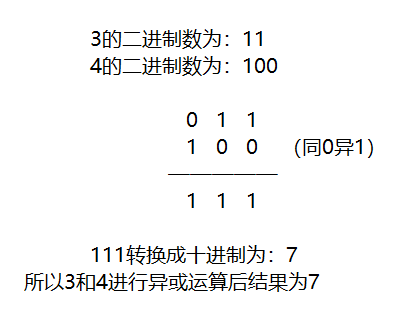 3的二进制数为：11
4的二进制数为：100
0 1 1
1 0 0 （同0异1）
1 1 1
111转换成十进制为：7
所以3和4进行异或运算后结果为7